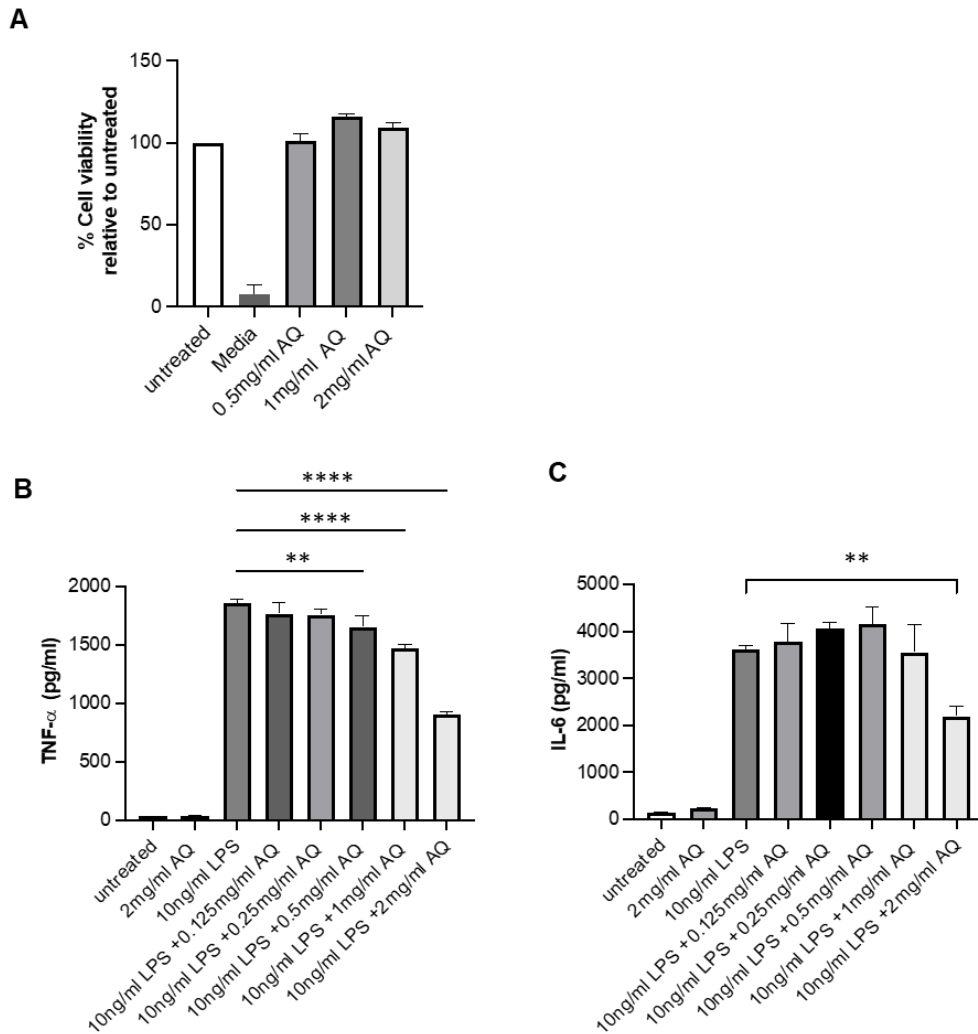 A
% Cell viability
relative to untreated
150
100
50
0
untreated
Media
0.5mg/ml AQ
1mg/ml AQ
2mg/ml AQ
B
****
****
**
TNF-α (pg/ml)
2000
1500
1000
500
0
untreated
2mg/ml AQ
10ng/ml LPS
10ng/ml LPS +0.125mg/ml AQ
10ng/ml LPS +0.25mg/ml AQ
10ng/ml LPS +0.5mg/ml AQ
10ng/ml LPS +1mg/ml AQ
10ng/ml LPS +2mg/ml AQ
C
**
IL-6 (pg/ml)
5000
4000
3000
2000
1000
0
untreated
2mg/ml AQ
10ng/ml LPS
10ng/ml LPS +0.125mg/ml AQ
10ng/ml LPS +0.25mg/ml AQ
10ng/ml LPS +0.5mg/ml AQ
10ng/ml LPS +1mg/ml AQ
10ng/ml LPS +2mg/ml AQ